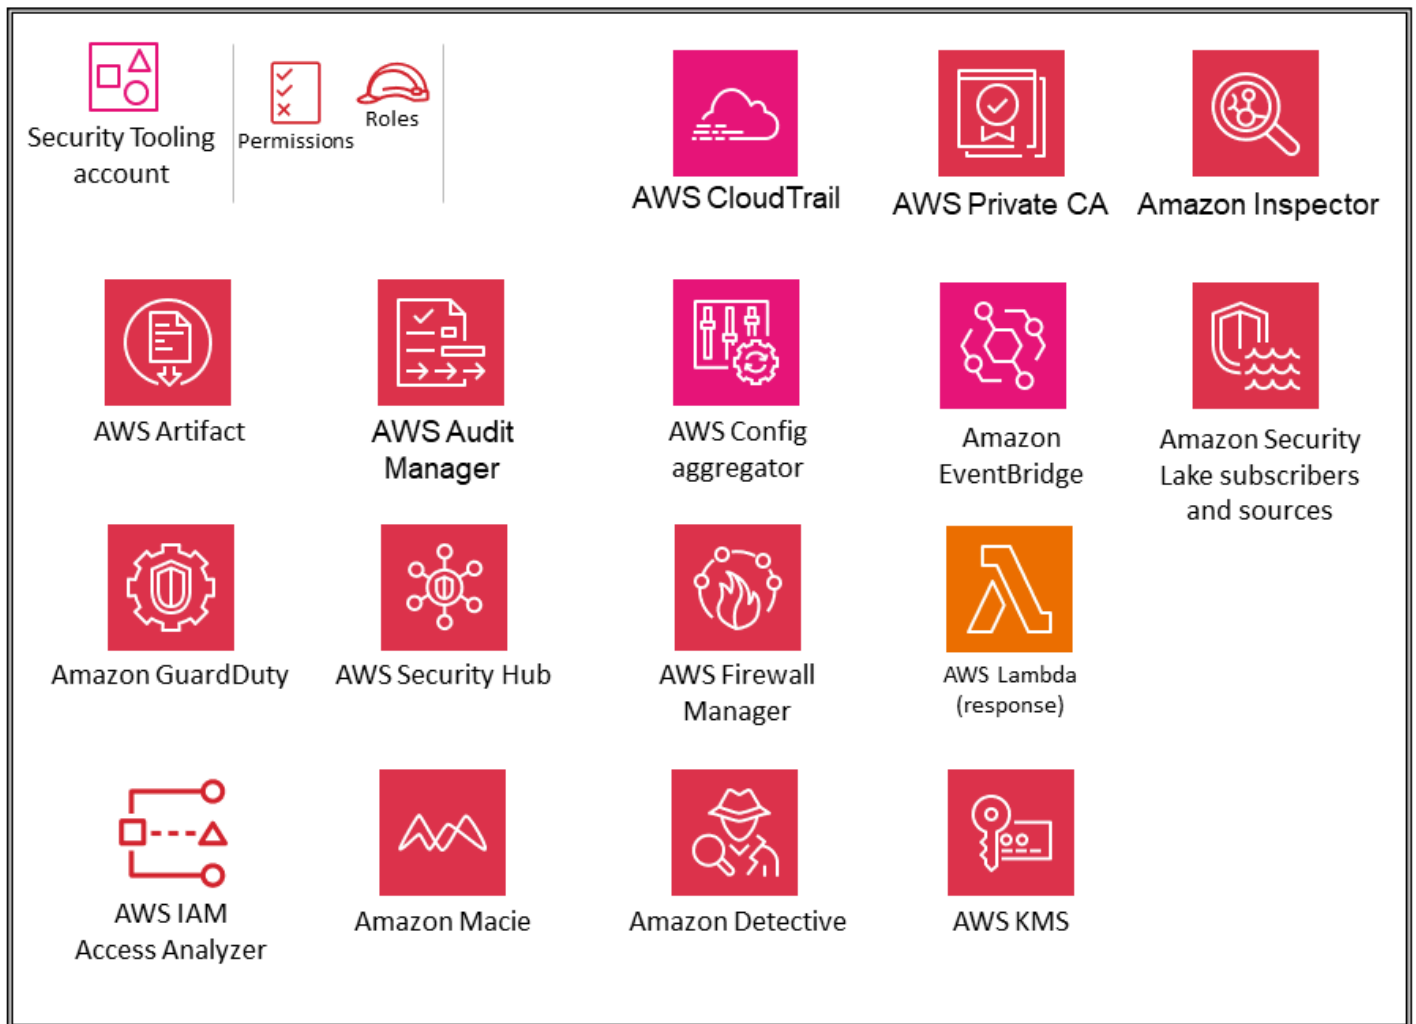 Security Tooling
account
Permissions
Roles
AWS CloudTrail
AWS Private CA
Amazon Inspector
AWS Artifact
AWS Audit
Manager
AWS Config
aggregator
Amazon
EventBridge
Amazon Security
Lake subscribers
and sources
Amazon GuardDuty
AWS Security Hub
AWS Firewall
Manager
AWS Lambda
(response)
AWS IAM
Access Analyzer
Amazon Macie
Amazon Detective
AWS KMS